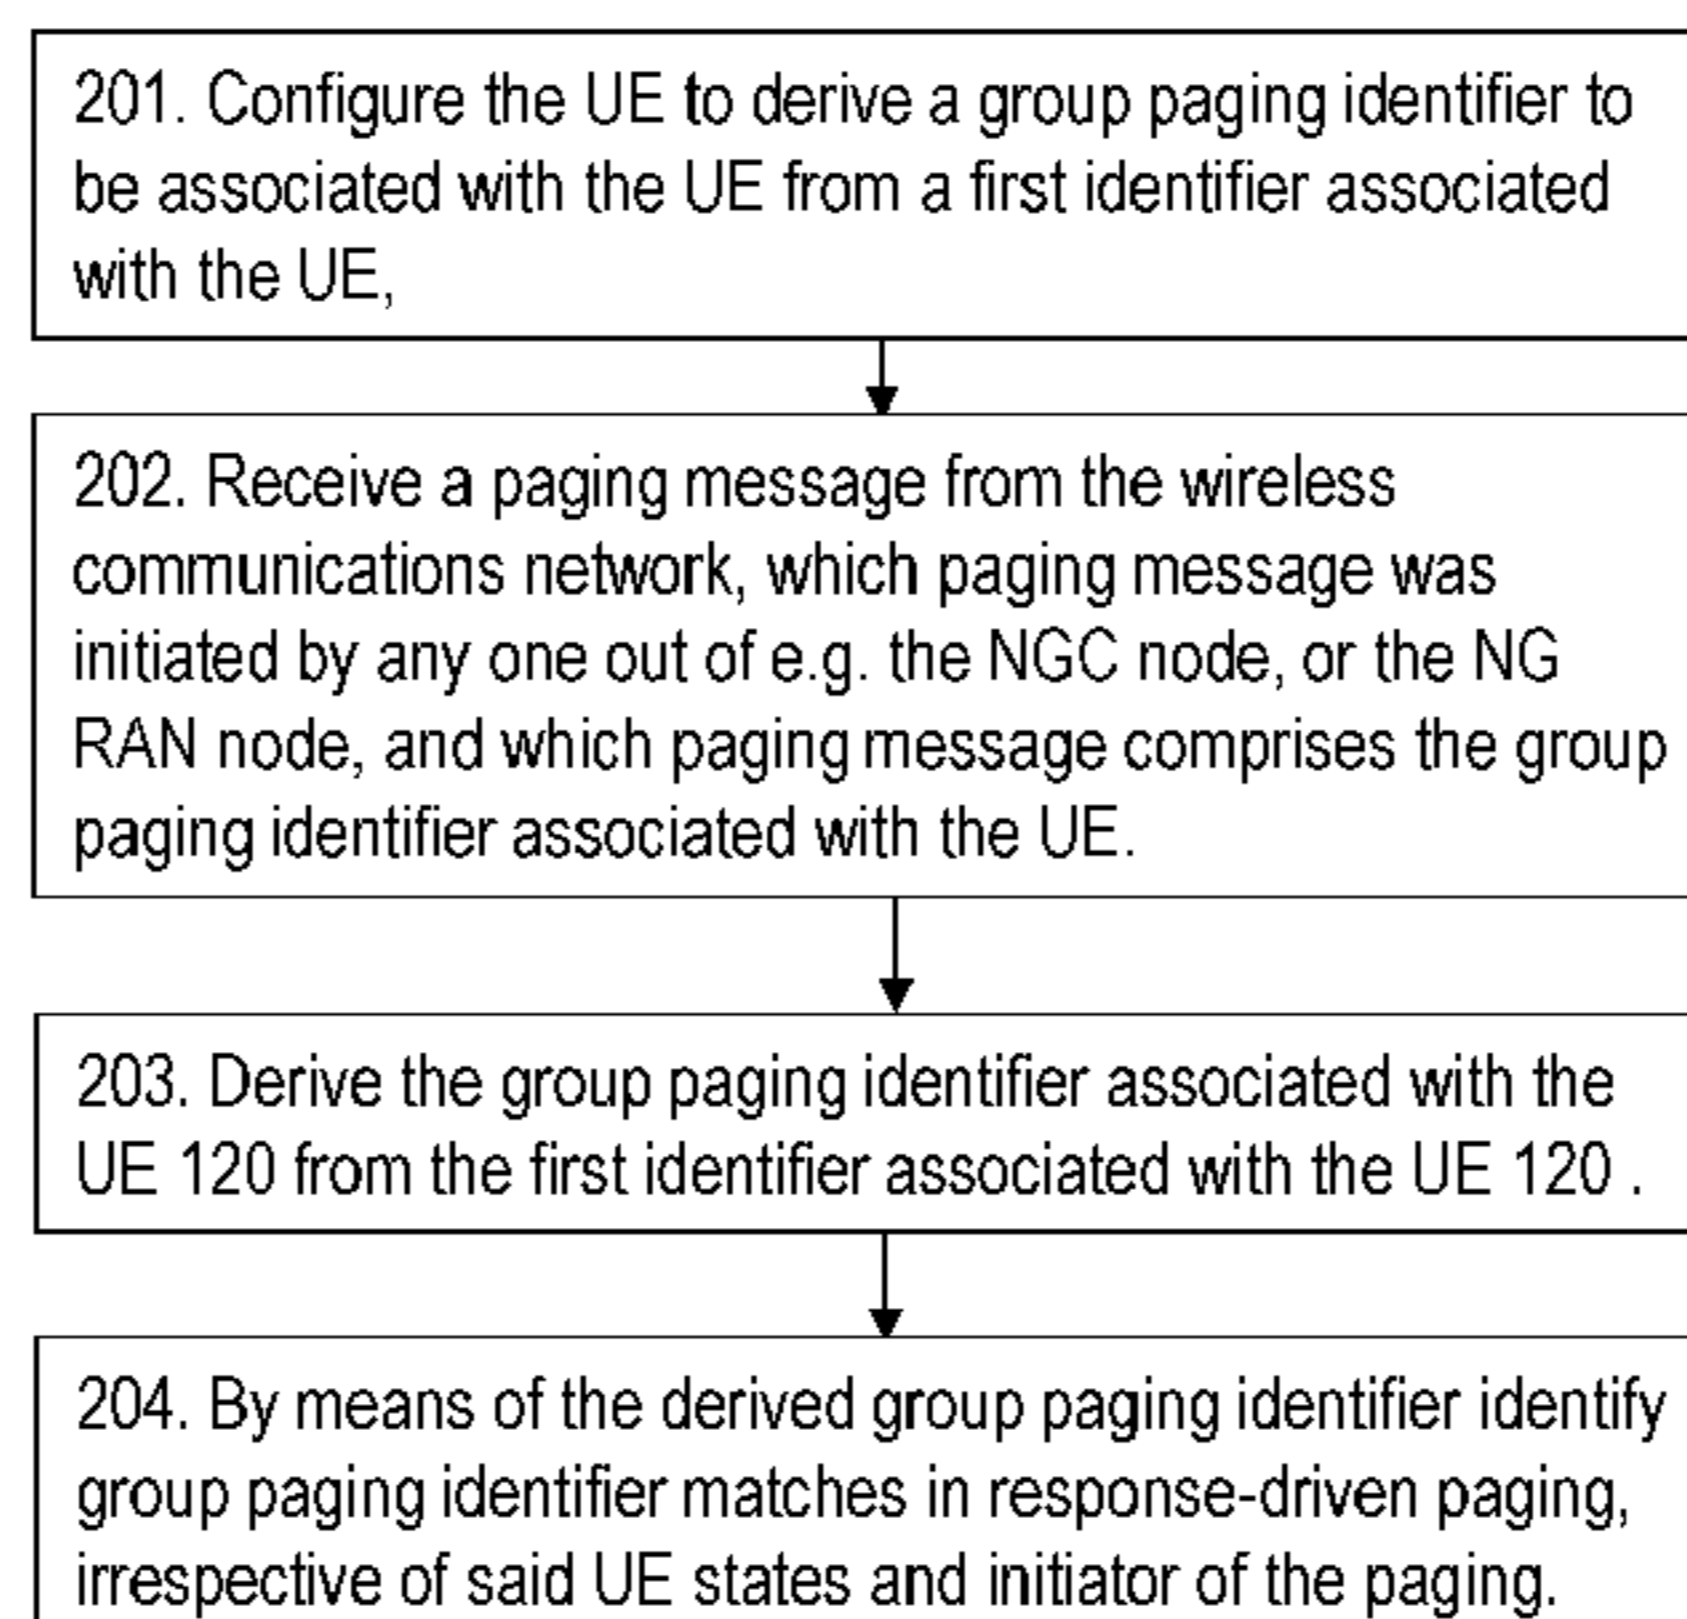 201. Configure the UE to derive a group paging identifier to
be associated with the UE from a first identifier associated
with the UE,
202. Receive a paging message from the wireless
communications network, which paging message was
initiated by any one out of e.g. the NGC node, or the NG
RAN node, and which paging message comprises the group
paging identifier associated with the UE.
203. Derive the group paging identifier associated with the
UE 120 from the first identifier associated with the UE 120 .
204. By means of the derived group paging identifier identify
group paging identifier matches in response-driven paging,
irrespective of said UE states and initiator of the paging.